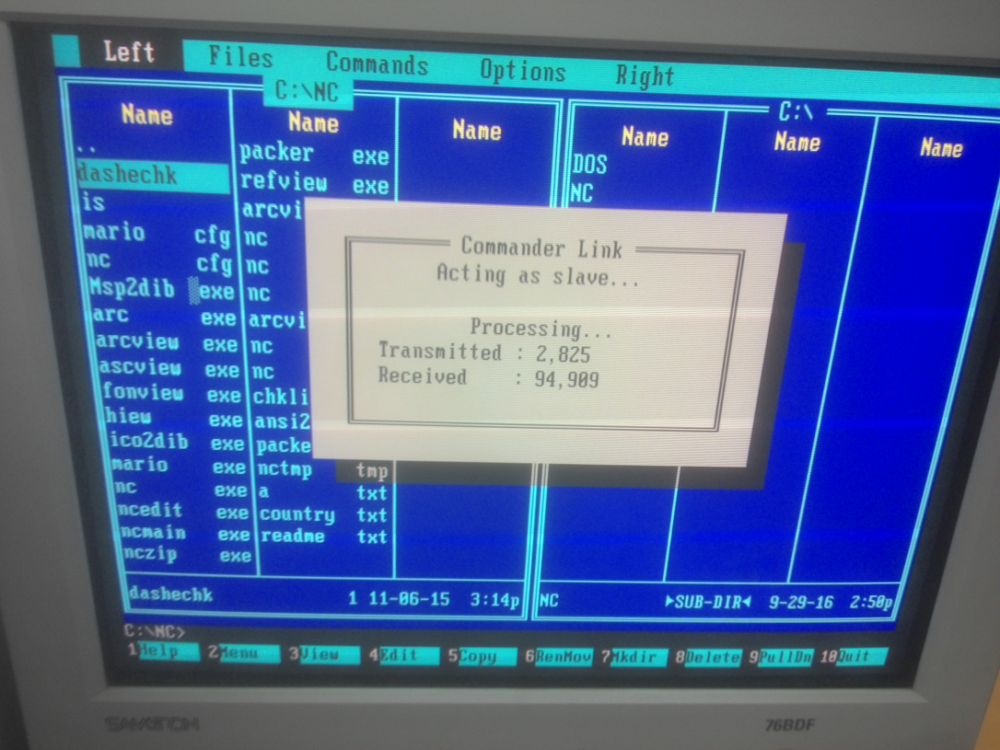 Left Files Commands Options Right
C:\NC C:\
Name Name Name Name Name Name
.. packer exe DOS
dashechk refview exe NC
is arcvi
mario cfg nc
nc cfg nc
Msp2dib exe nc
arc exe arcvi
arcview exe nc
ascview exe nc
fonview exe chkli
hiew exe ansi2
ico2dib exe packe
mario exe nctmp tmp
nc exe a txt
ncedit exe country txt
ncmain exe readme txt
nczip exe
Commander Link
Acting as slave...
Processing...
Transmitted : 2,825
Received : 94,909
dashechk 1 11-06-15 3:14p NC ►SUB-DIR◄ 9-29-16 2:50p
C:\NC>
1Help 2Menu 3View 4Edit 5Copy 6RenMov 7Mkdir 8Delete 9PullDn 10Quit
SAMTRON 76BDF